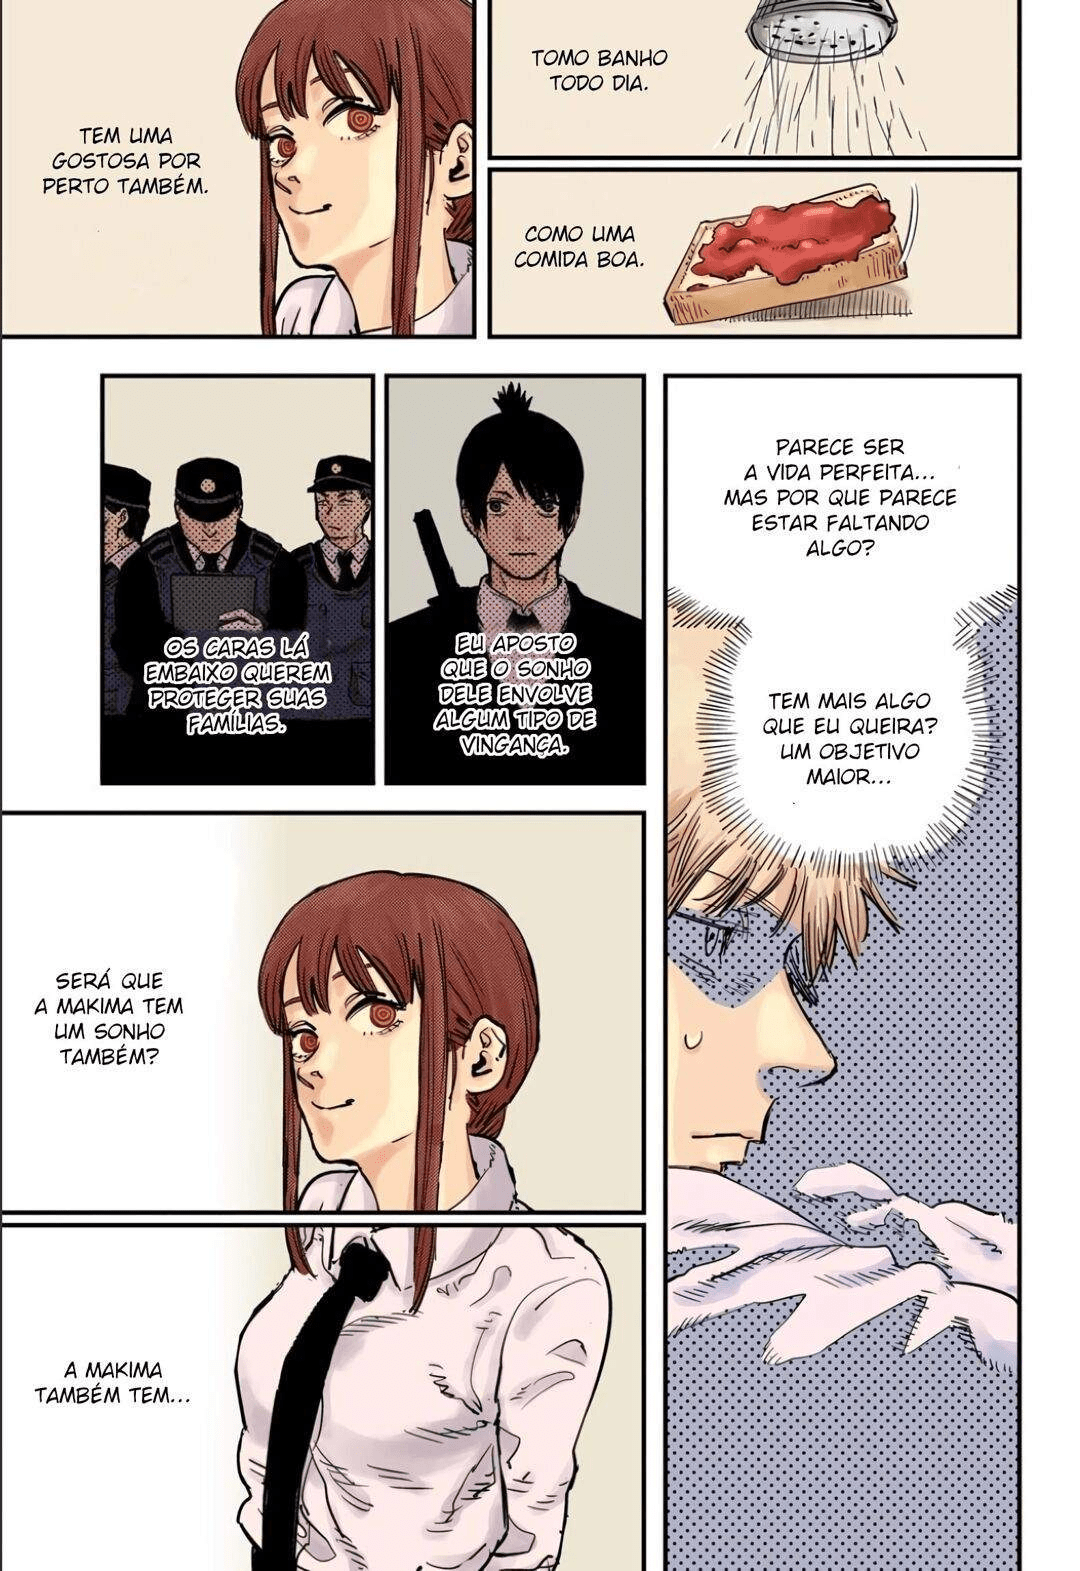 TOMO BANHO
TODO DIA.
COMO UMA
COMIDA BOA.
TEM UMA
GOSTOSA POR
PERTO TAMBÉM.
PARECE SER
A VIDA PERFEITA...
MAS POR QUE PARECE
ESTAR FALTANDO
ALGO?
TEM MAIS ALGO
QUE EU QUEIRA?
UM OBJETIVO
MAIOR...
EU APOSTO
QUE O SONHO
DELE ENVOLVE
ALGUM TIPO DE
VINGANÇA.
OS CARAS LÁ
EMBAIXO QUEREM
PROTEGER SUAS
FAMÍLIAS.
SERÁ QUE
A MAKIMA TEM
UM SONHO
TAMBÉM?
A MAKIMA
TAMBÉM TEM...